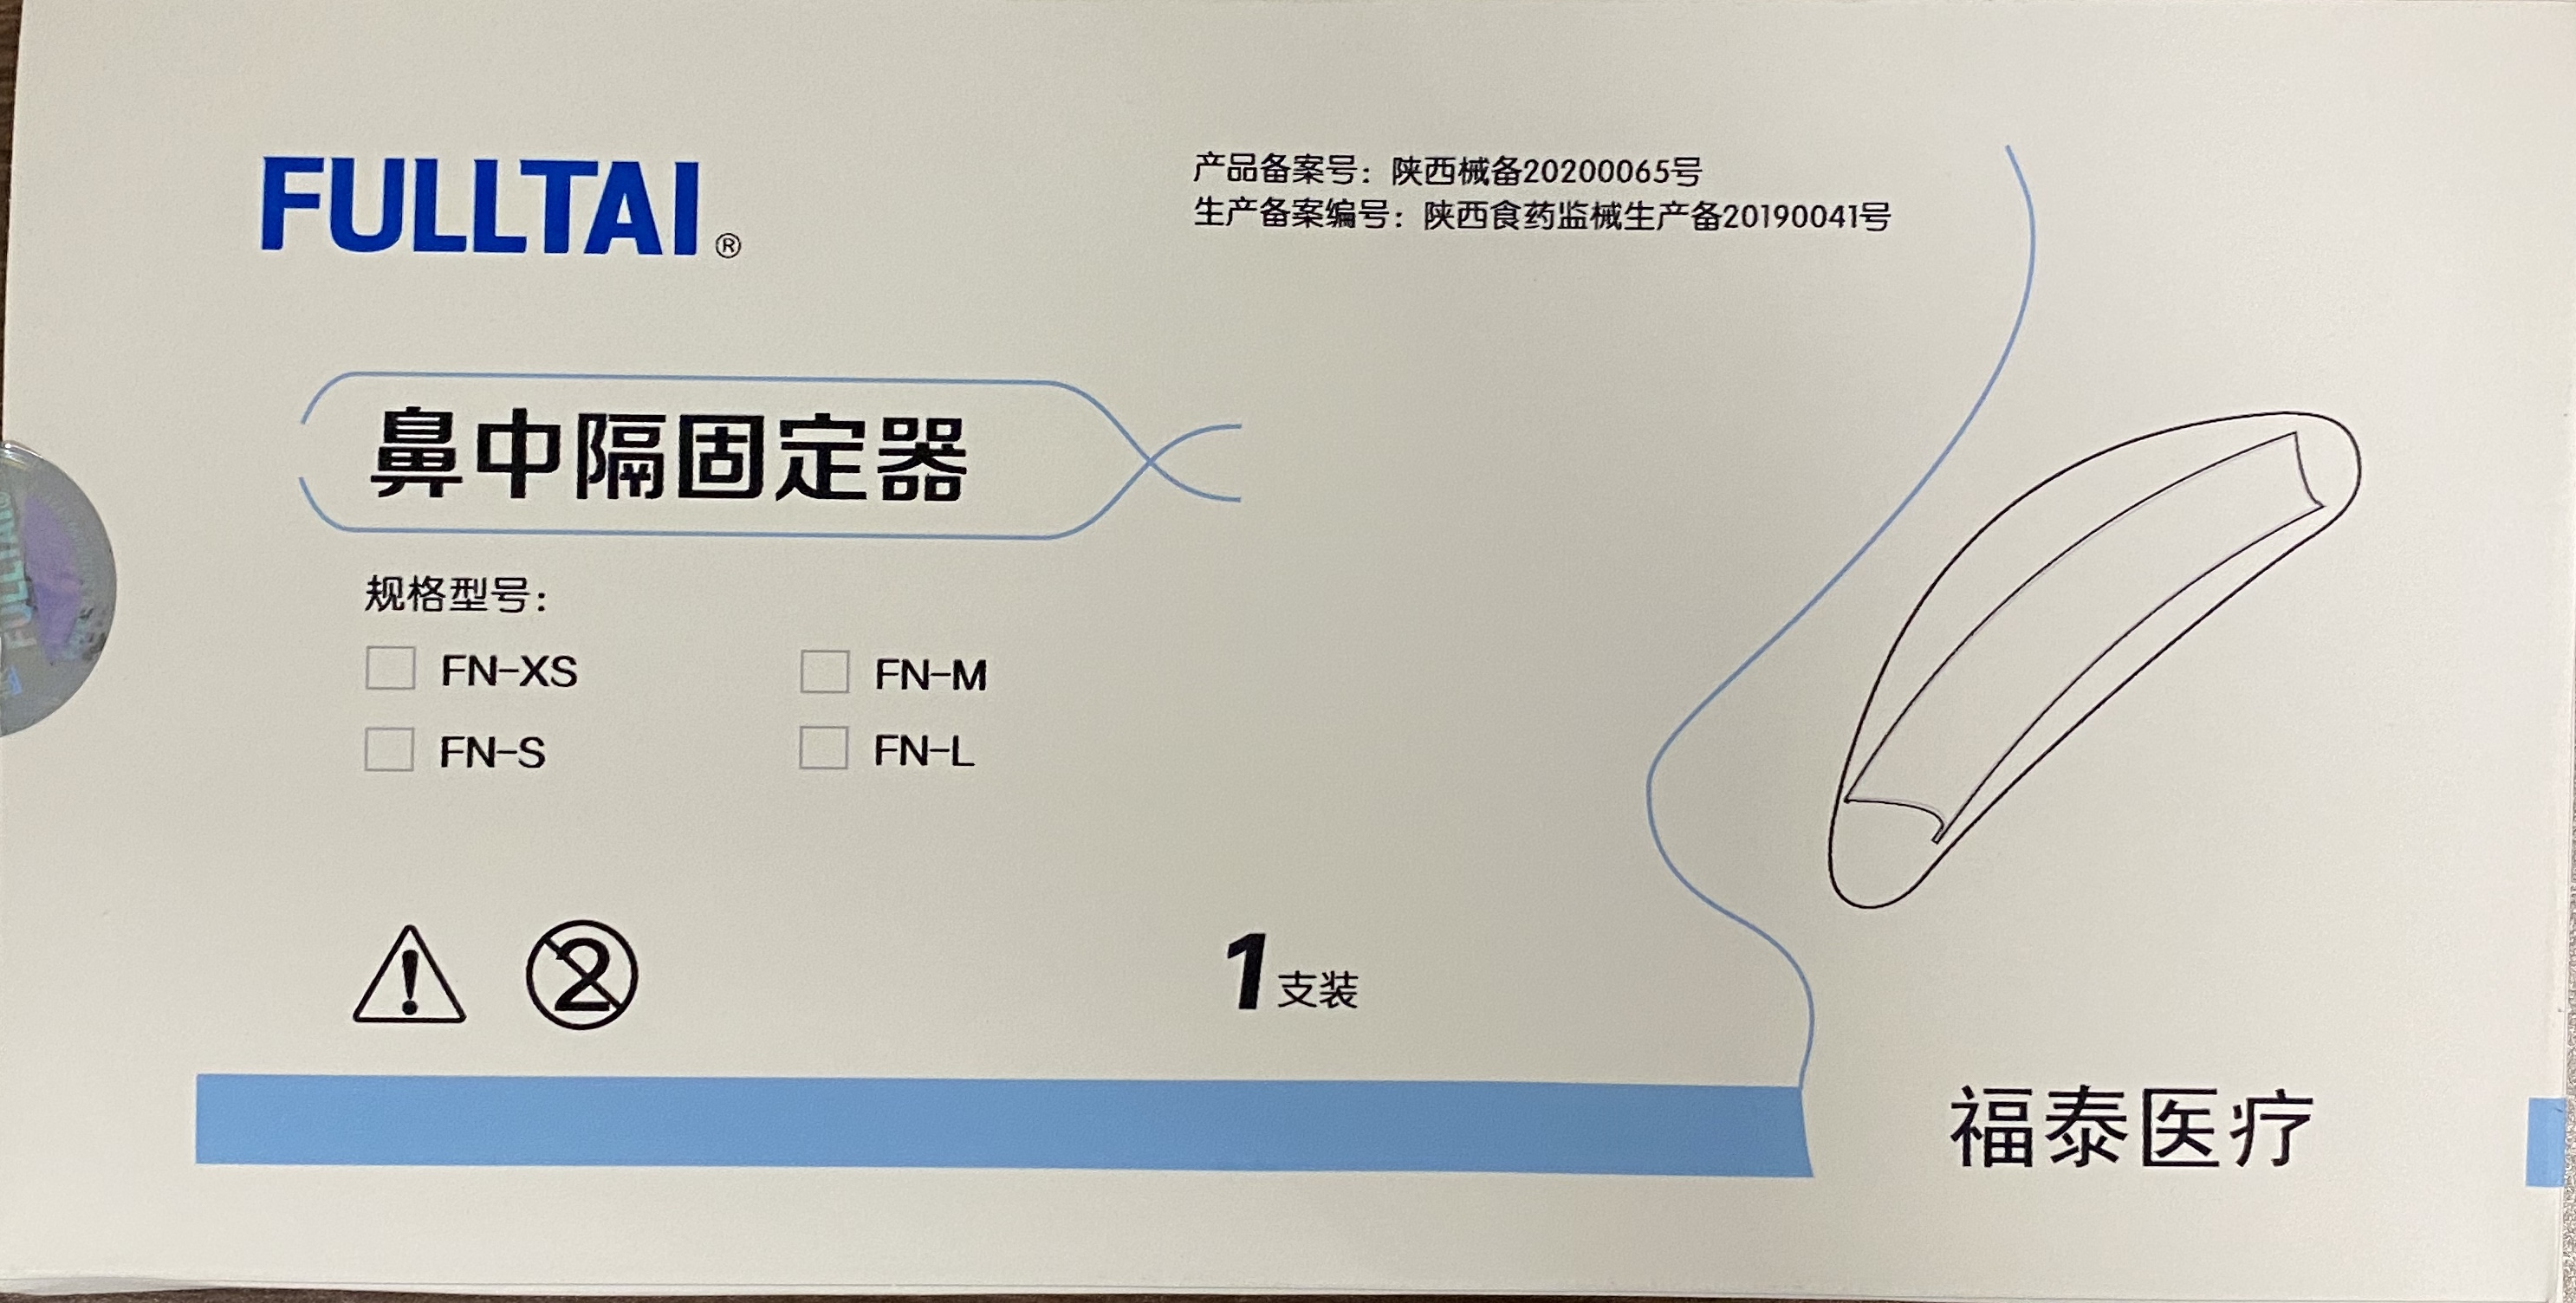 FULLTAI®
产品备案号：陕西械备20200065号
生产备案编号：陕西食药监械生产备20190041号
鼻中隔固定器
规格型号：
FN-XS
FN-M
FN-S
FN-L
2
1支装
福泰医疗
FULLTAI